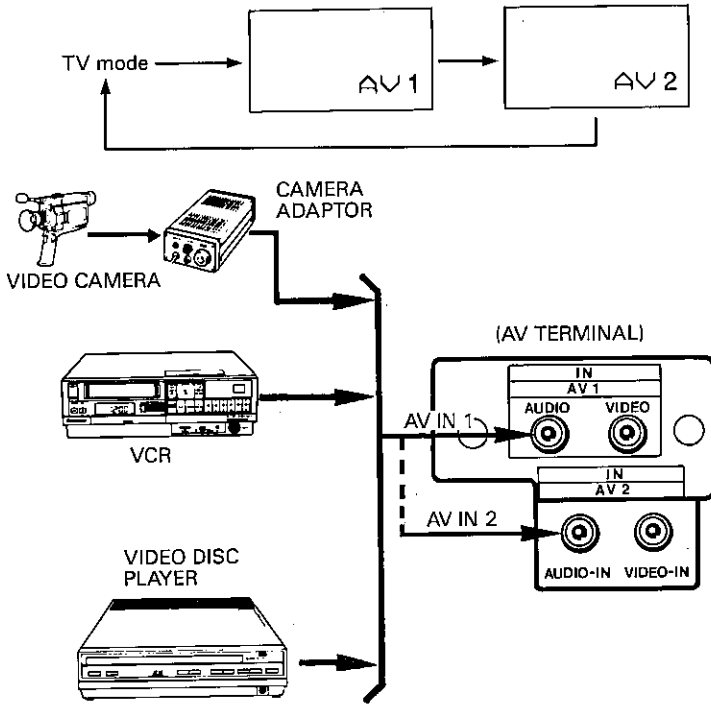 TV mode
AV 1
AV 2
CAMERA
ADAPTOR
VIDEO CAMERA
(AV TERMINAL)
IN
AV 1
AUDIO VIDEO
AV IN 1
VCR
IN
AV 2
AV IN 2
AUDIO-IN VIDEO-IN
VIDEO DISC
PLAYER